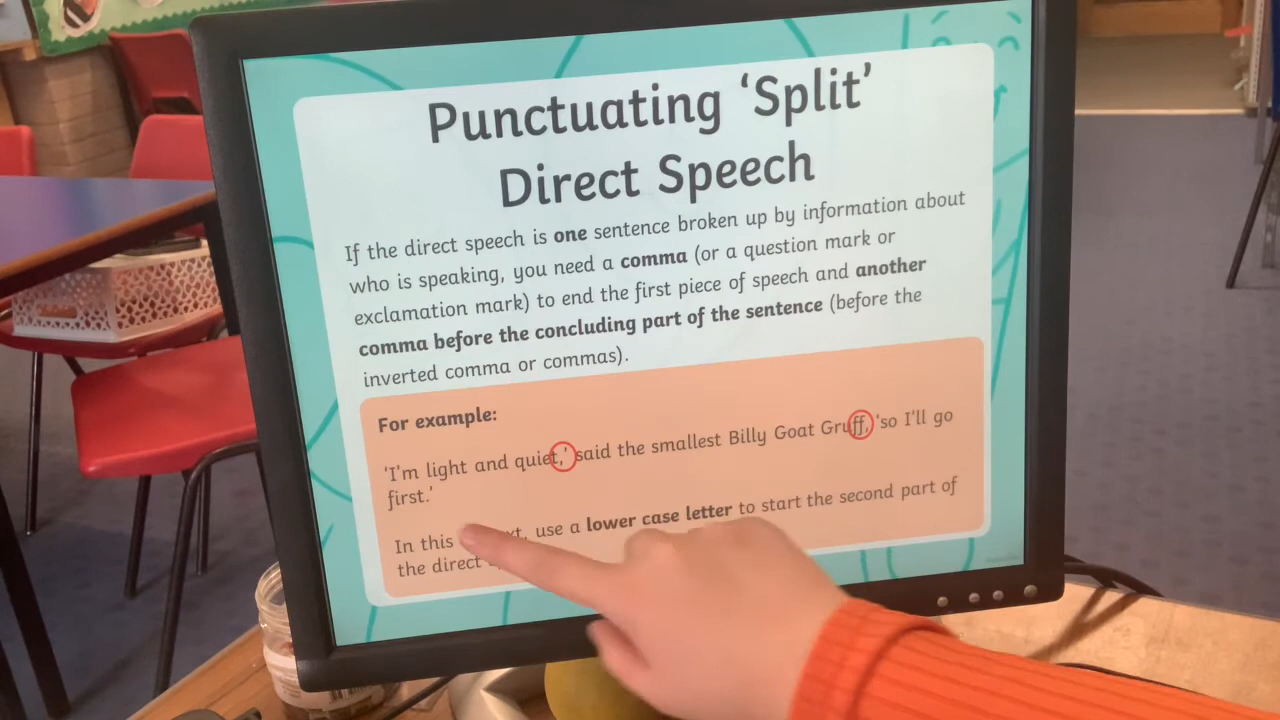 Punctuating ‘Split’
Direct Speech
If the direct speech is one sentence broken up by information about
who is speaking, you need a comma (or a question mark or
exclamation mark) to end the first piece of speech and another
comma before the concluding part of the sentence (before the
inverted comma or commas).
For example:
‘I’m light and quiet,’ said the smallest Billy Goat Gruff, ‘so I’ll go
first.’
In this use a lower case letter to start the second part of
the direct